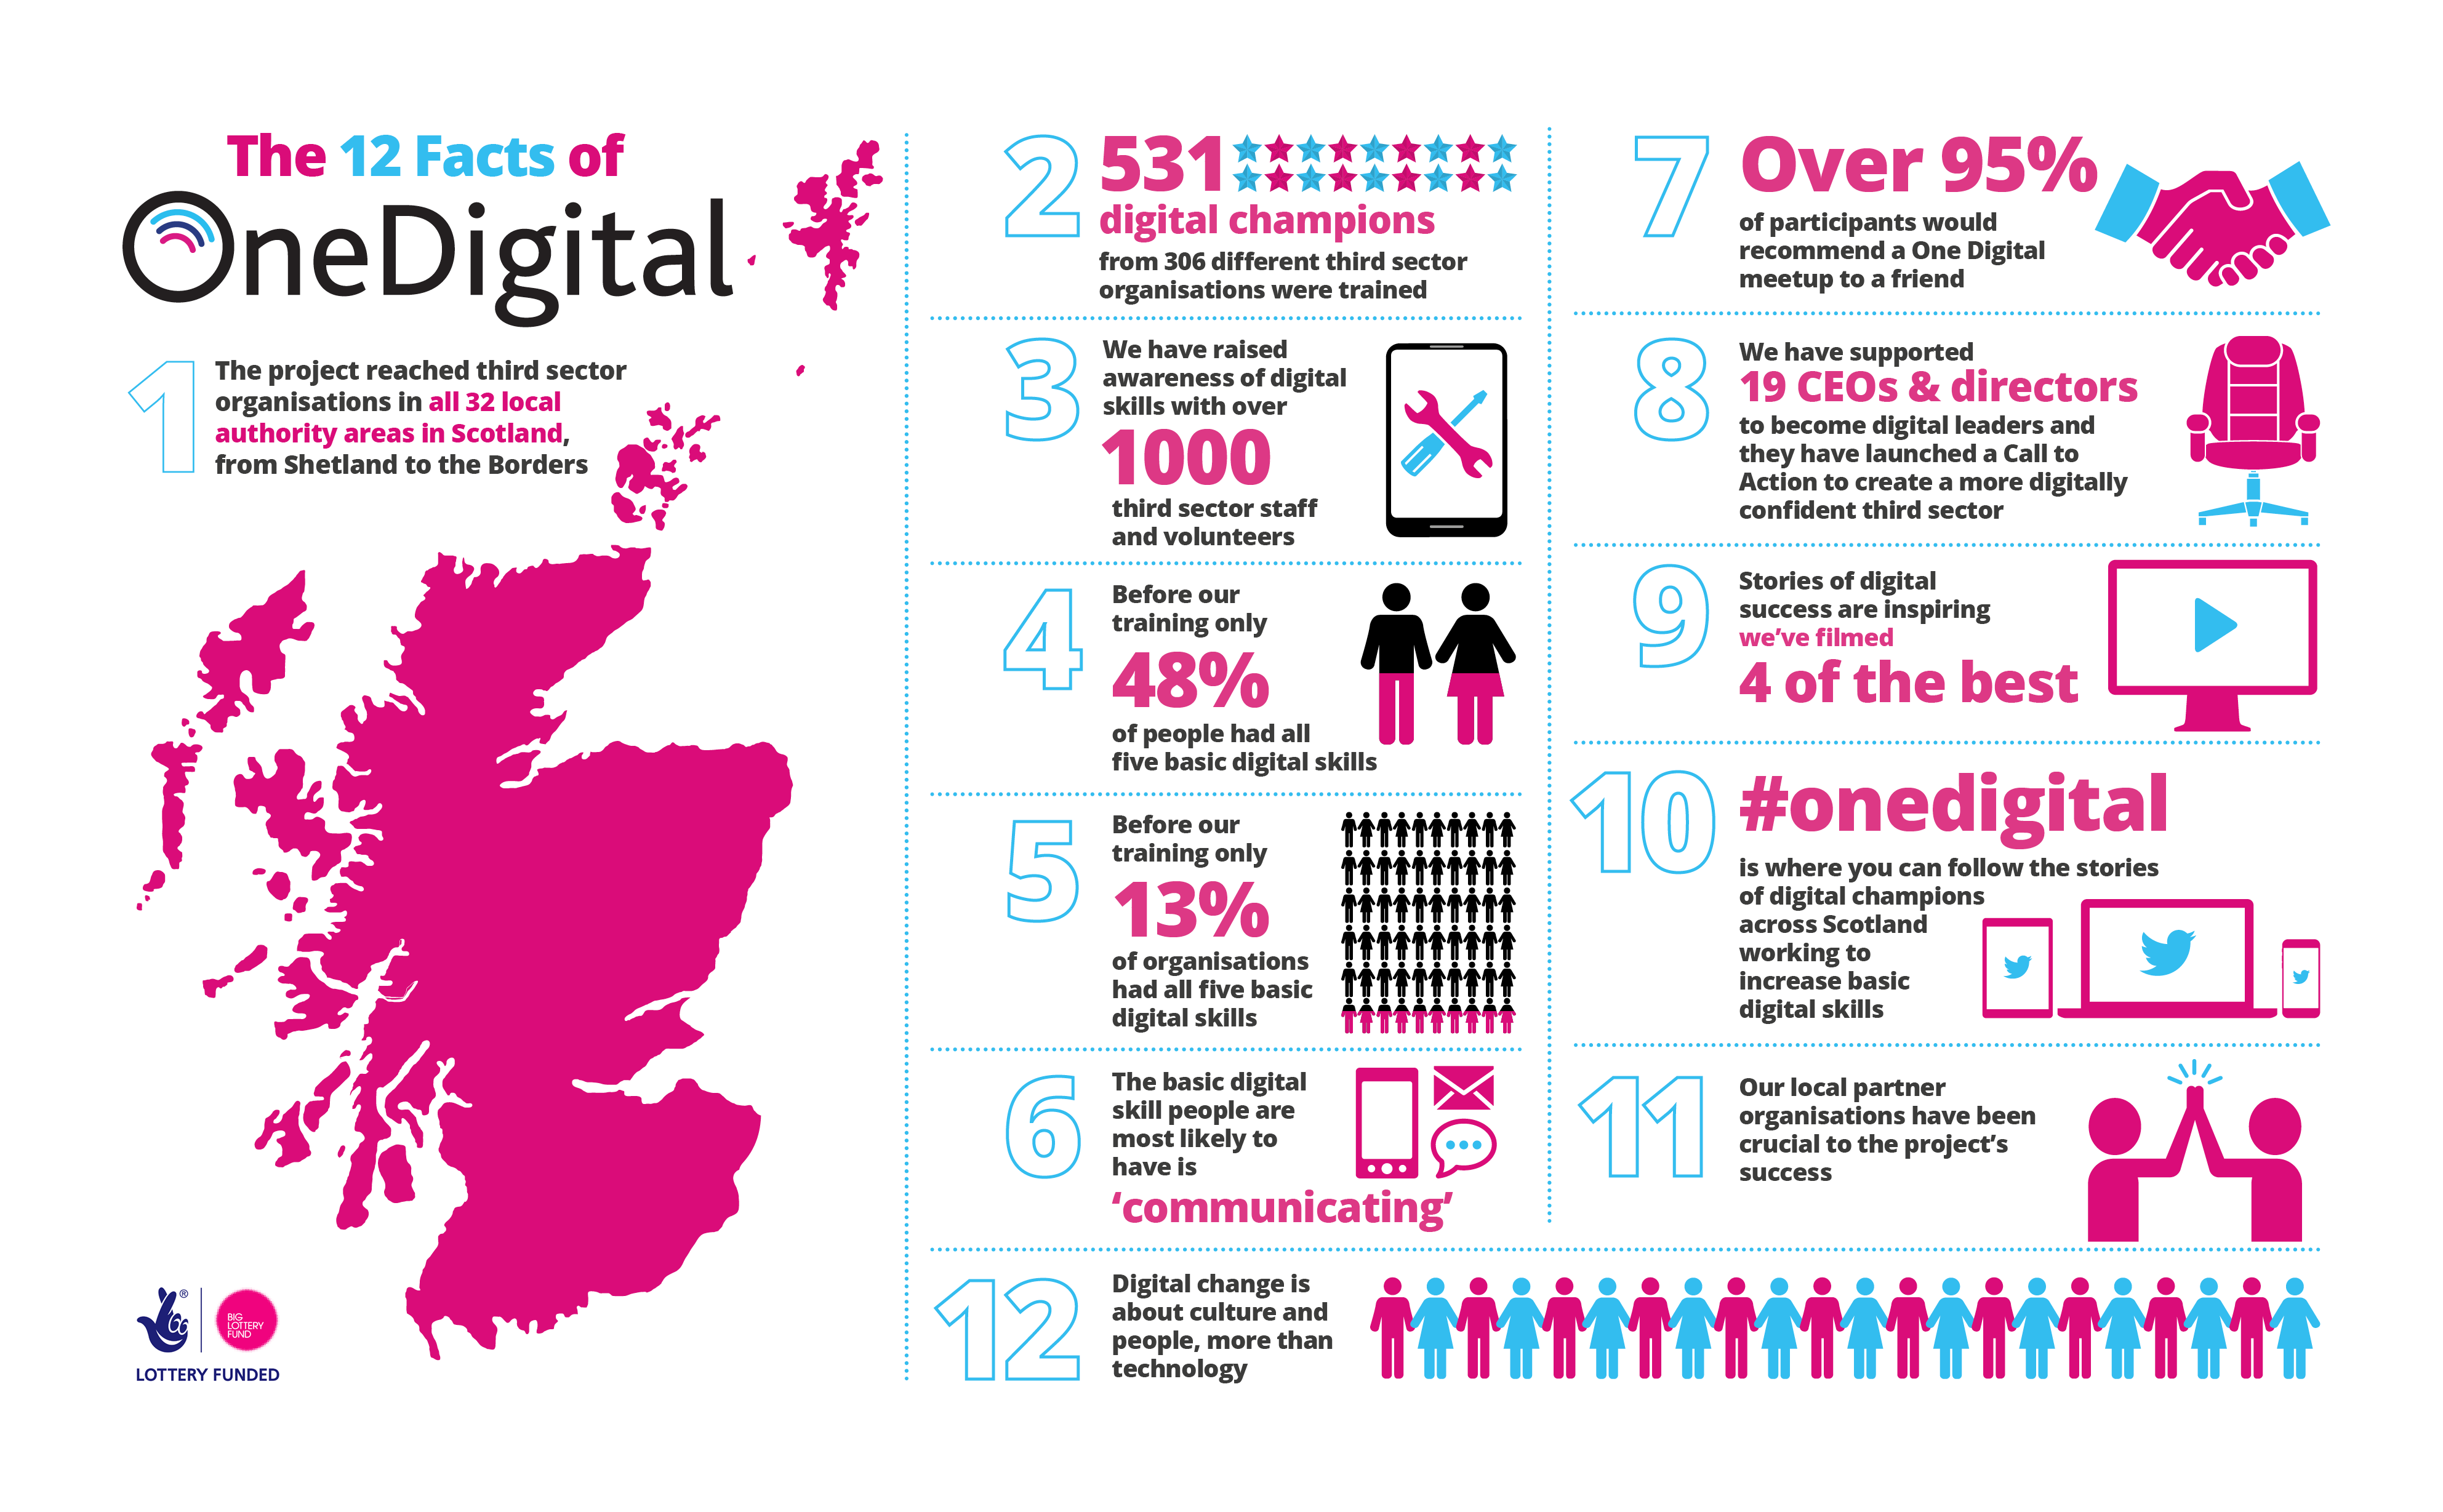 The 12 Facts of
OneDigital
1
The project reached third sector
organisations in all 32 local
authority areas in Scotland,
from Shetland to the Borders
®
BIG
LOTTERY
FUND
LOTTERY FUNDED
2
531
digital champions
from 306 different third sector
organisations were trained
3
We have raised
awareness of digital
skills with over
1000
third sector staff
and volunteers
4
Before our
training only
48%
of people had all
five basic digital skills
5
Before our
training only
13%
of organisations
had all five basic
digital skills
6
The basic digital
skill people are
most likely to
have is
‘communicating’
7
Over 95%
of participants would
recommend a One Digital
meetup to a friend
8
We have supported
19 CEOs & directors
to become digital leaders and
they have launched a Call to
Action to create a more digitally
confident third sector
9
Stories of digital
success are inspiring
we’ve filmed
4 of the best
10
#onedigital
is where you can follow the stories
of digital champions
across Scotland
working to
increase basic
digital skills
11
Our local partner
organisations have been
crucial to the project’s
success
12
Digital change is
about culture and
people, more than
technology